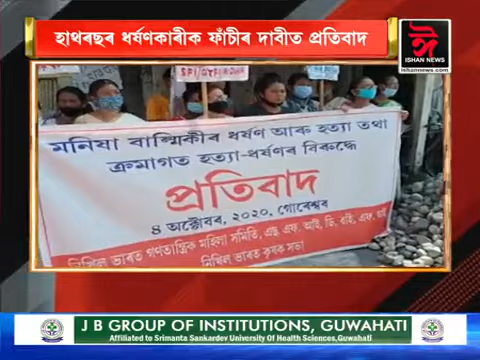 হাথৰছৰ ধৰ্ষণকাৰীক ফাঁচীৰ দাবীত প্ৰতিবাদ
ঈ
ISHAN NEWS
www.ishannews.com
মনিষা বাল্মিকীৰ ধৰ্ষণ আৰু হত্যা তথা
ক্ৰমাগত হত্যা-ধৰ্ষণৰ বিৰুদ্ধে
প্ৰতিবাদ
৪ অক্টোবৰ, ২০২০, গোৰেশ্বৰ
নিখিল ভাৰত গণতান্ত্ৰিক মহিলা সমিতি, এছ এফ আই, ডি. ৱাই. এফ. আই
নিখিল ভাৰত কৃষক সভা
J B GROUP OF INSTITUTIONS, GUWAHATI
Affiliated to Srimanta Sankardev University Of Health Sciences,Guwahati